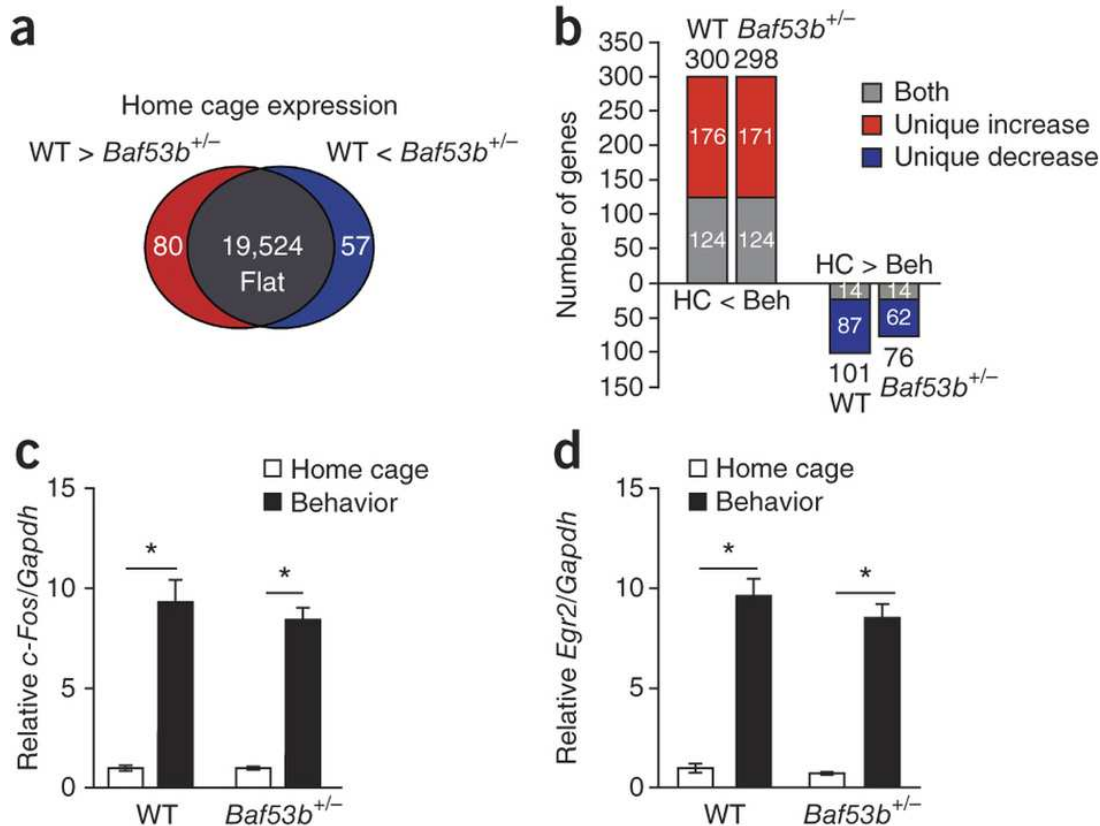 a
Home cage expression
WT > Baf53b+/–
WT < Baf53b+/–
80
19,524
Flat
57
b
WT Baf53b+/–
300 298
350
300
250
200
150
100
50
0
50
100
150
Number of genes
176
171
124
124
HC < Beh
Both
Unique increase
Unique decrease
HC > Beh
14
14
87
62
101
WT
76
Baf53b+/–
c
Home cage
Behavior
15
10
5
0
Relative c-Fos/Gapdh
*
*
WT
Baf53b+/–
d
Home cage
Behavior
15
10
5
0
Relative Egr2/Gapdh
*
*
WT
Baf53b+/–